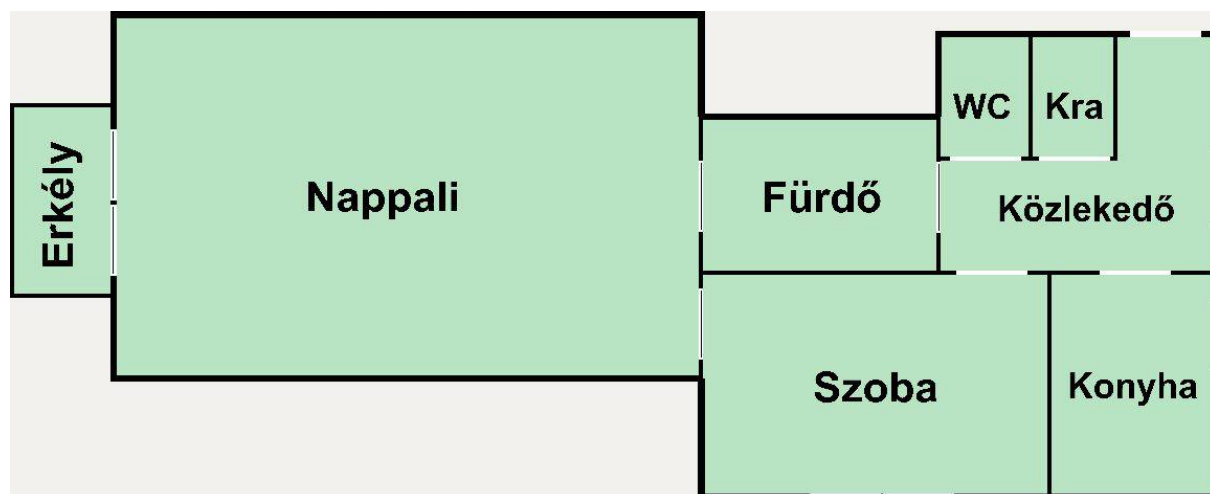 Erkély
Nappali
Fürdő
WC
Kra
Közlekedő
Szoba
Konyha